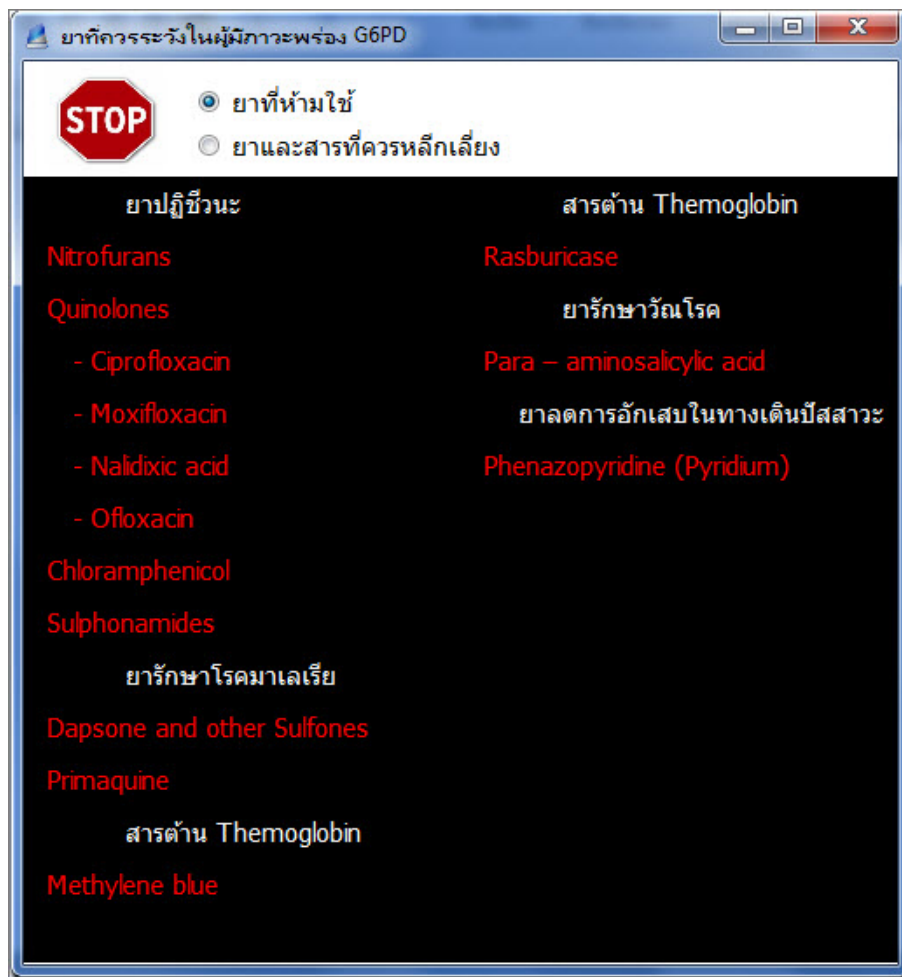 ยาที่ควรระวังในผู้มีภาวะพร่อง G6PD
STOP
ยาที่ห้ามใช้
ยาและสารที่ควรหลีกเลี่ยง
ยาปฏิชีวนะ
Nitrofurans
Quinolones
- Ciprofloxacin
- Moxifloxacin
- Nalidixic acid
- Ofloxacin
Chloramphenicol
Sulphonamides
ยารักษาโรคมาเลเรีย
Dapsone and other Sulfones
Primaquine
สารต้าน Themoglobin
Methylene blue
สารต้าน Themoglobin
Rasburicase
ยารักษาวัณโรค
Para – aminosalicylic acid
ยาลดการอักเสบในทางเดินปัสสาวะ
Phenazopyridine (Pyridium)